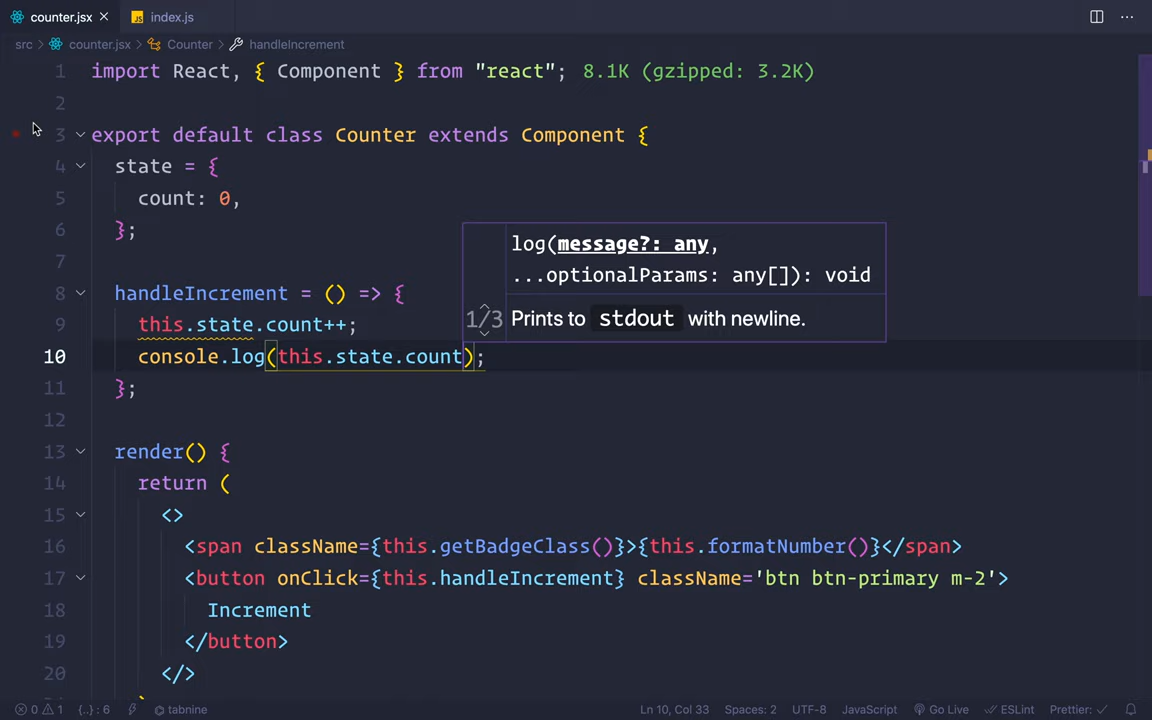 counter.jsx
JS index.js
src > counter.jsx > Counter > handleIncrement
1 import React, { Component } from "react"; 8.1K (gzipped: 3.2K)
2
3 export default class Counter extends Component {
4 state = {
5 count: 0,
6 };
7
8 handleIncrement = () => {
9 this.state.count++;
10 console.log(this.state.count);
11 };
12
13 render() {
14 return (
15 <>
16 <span className={this.getBadgeClass()}>{this.formatNumber()}</span>
17 <button onClick={this.handleIncrement} className='btn btn-primary m-2'>
18 Increment
19 </button>
20 </>
log(message?: any,
...optionalParams: any[]): void
1/3 Prints to stdout with newline.
0 1 {..} : 6 tabnine Ln 10, Col 33 Spaces: 2 UTF-8 JavaScript Go Live ESLint Prettier: ✓